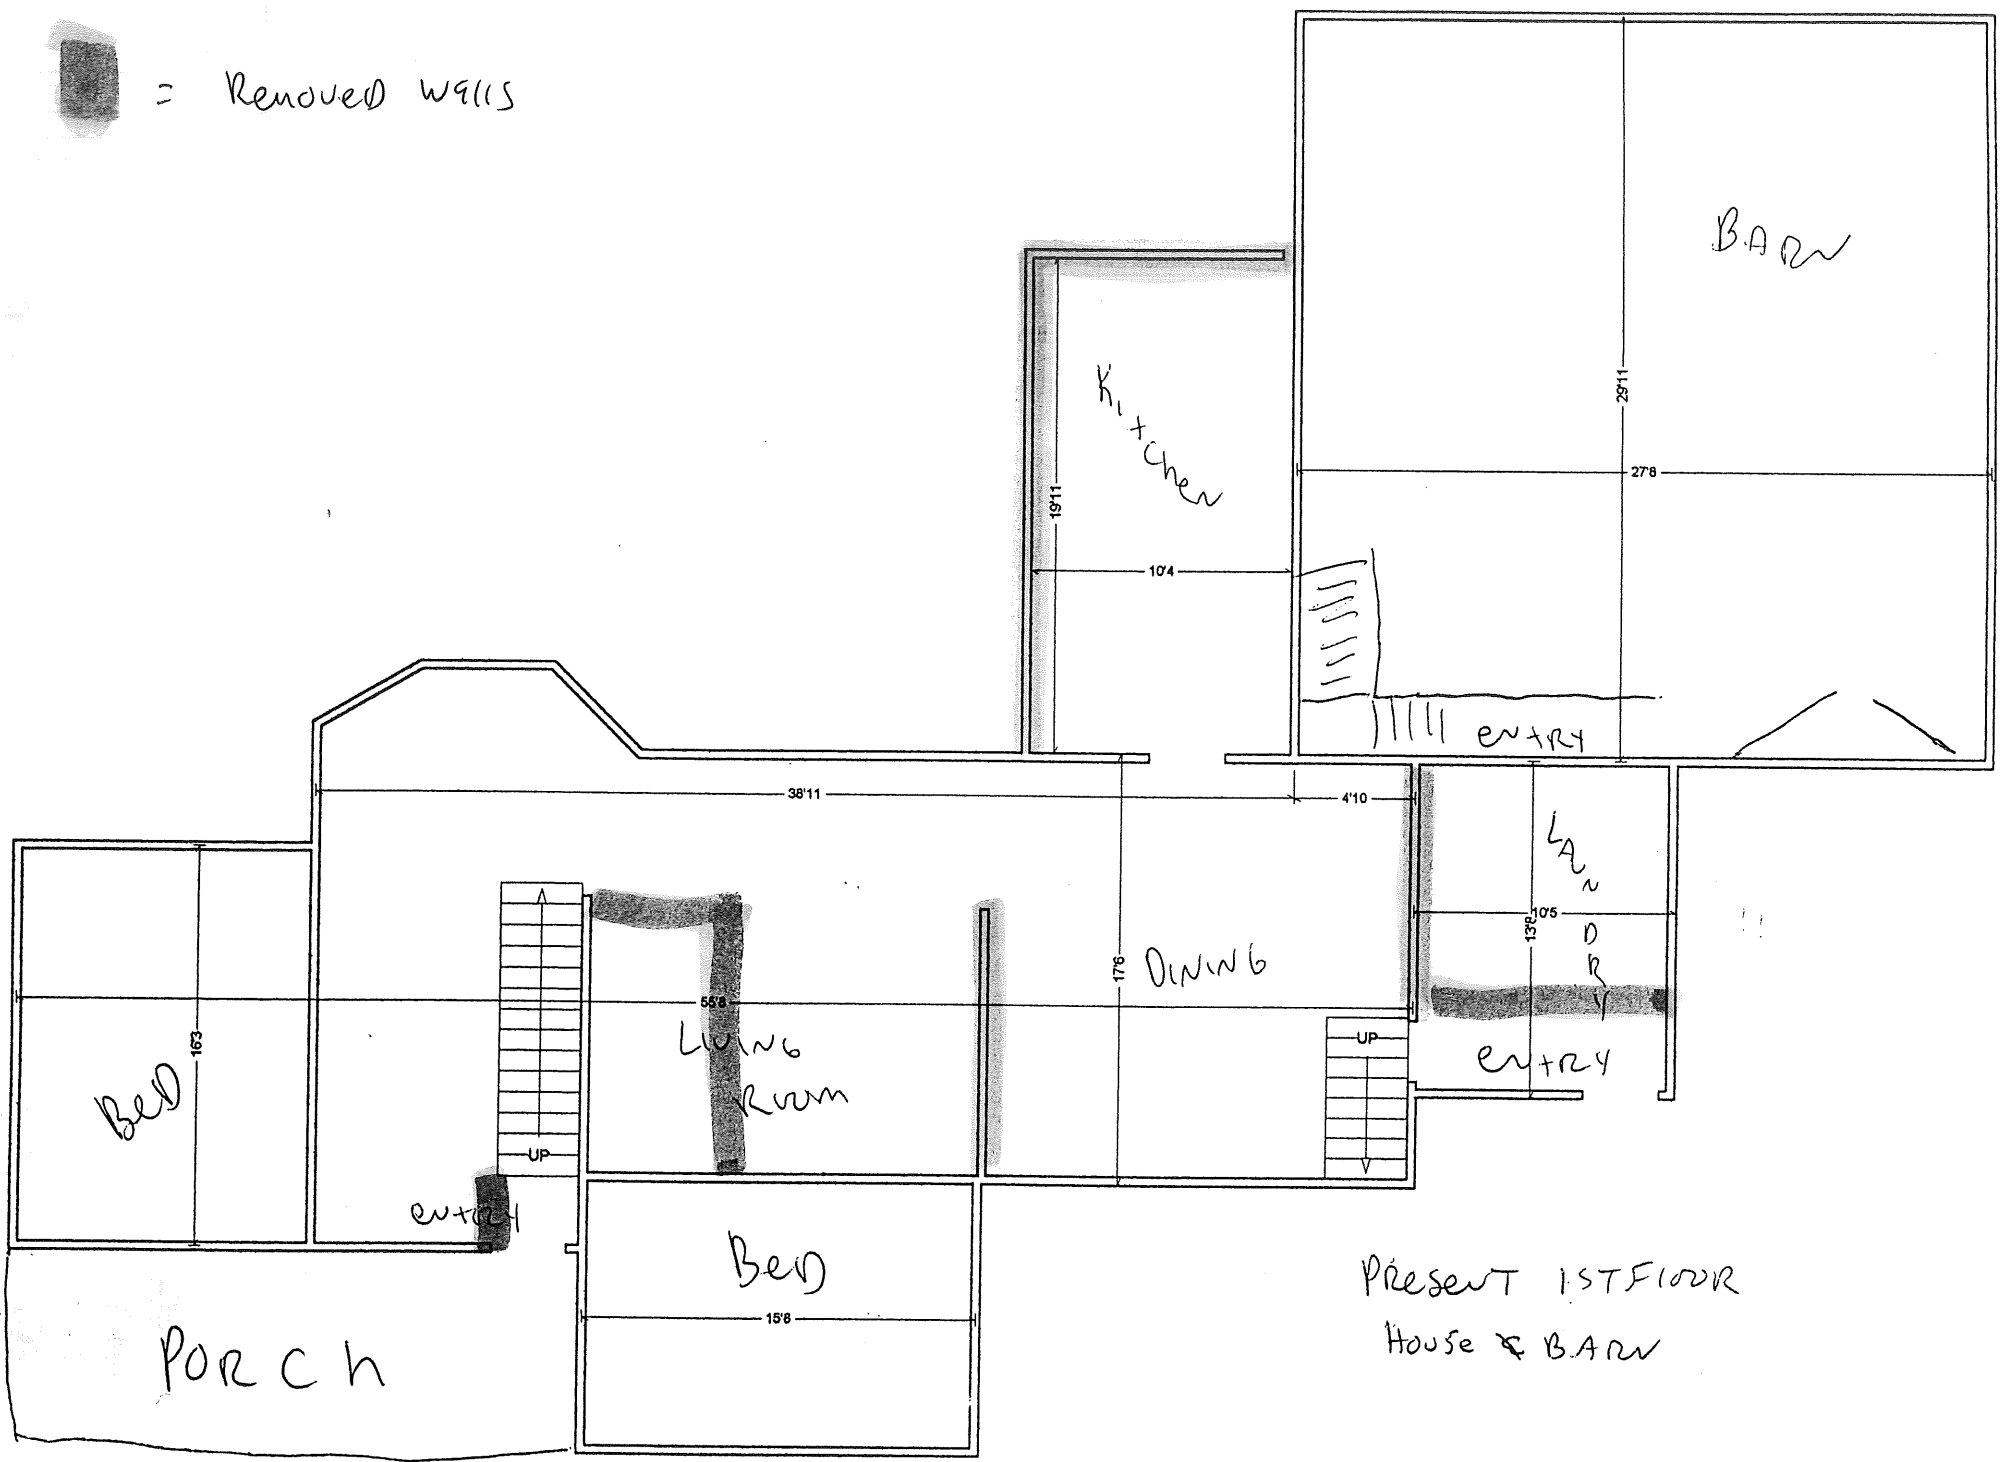 = Removed walls
BARN
Kitchen
29'11
27'8
19'11
10'4
entry
38'11
4'10
LAUNDRY
10'5
13'8
17'6
DINING
55'8
LIVING
ROOM
16'3
BeD
UP
UP
entry
entry
BeD
15'8
PORCh
PResenT 1ST Floor
House & BARN